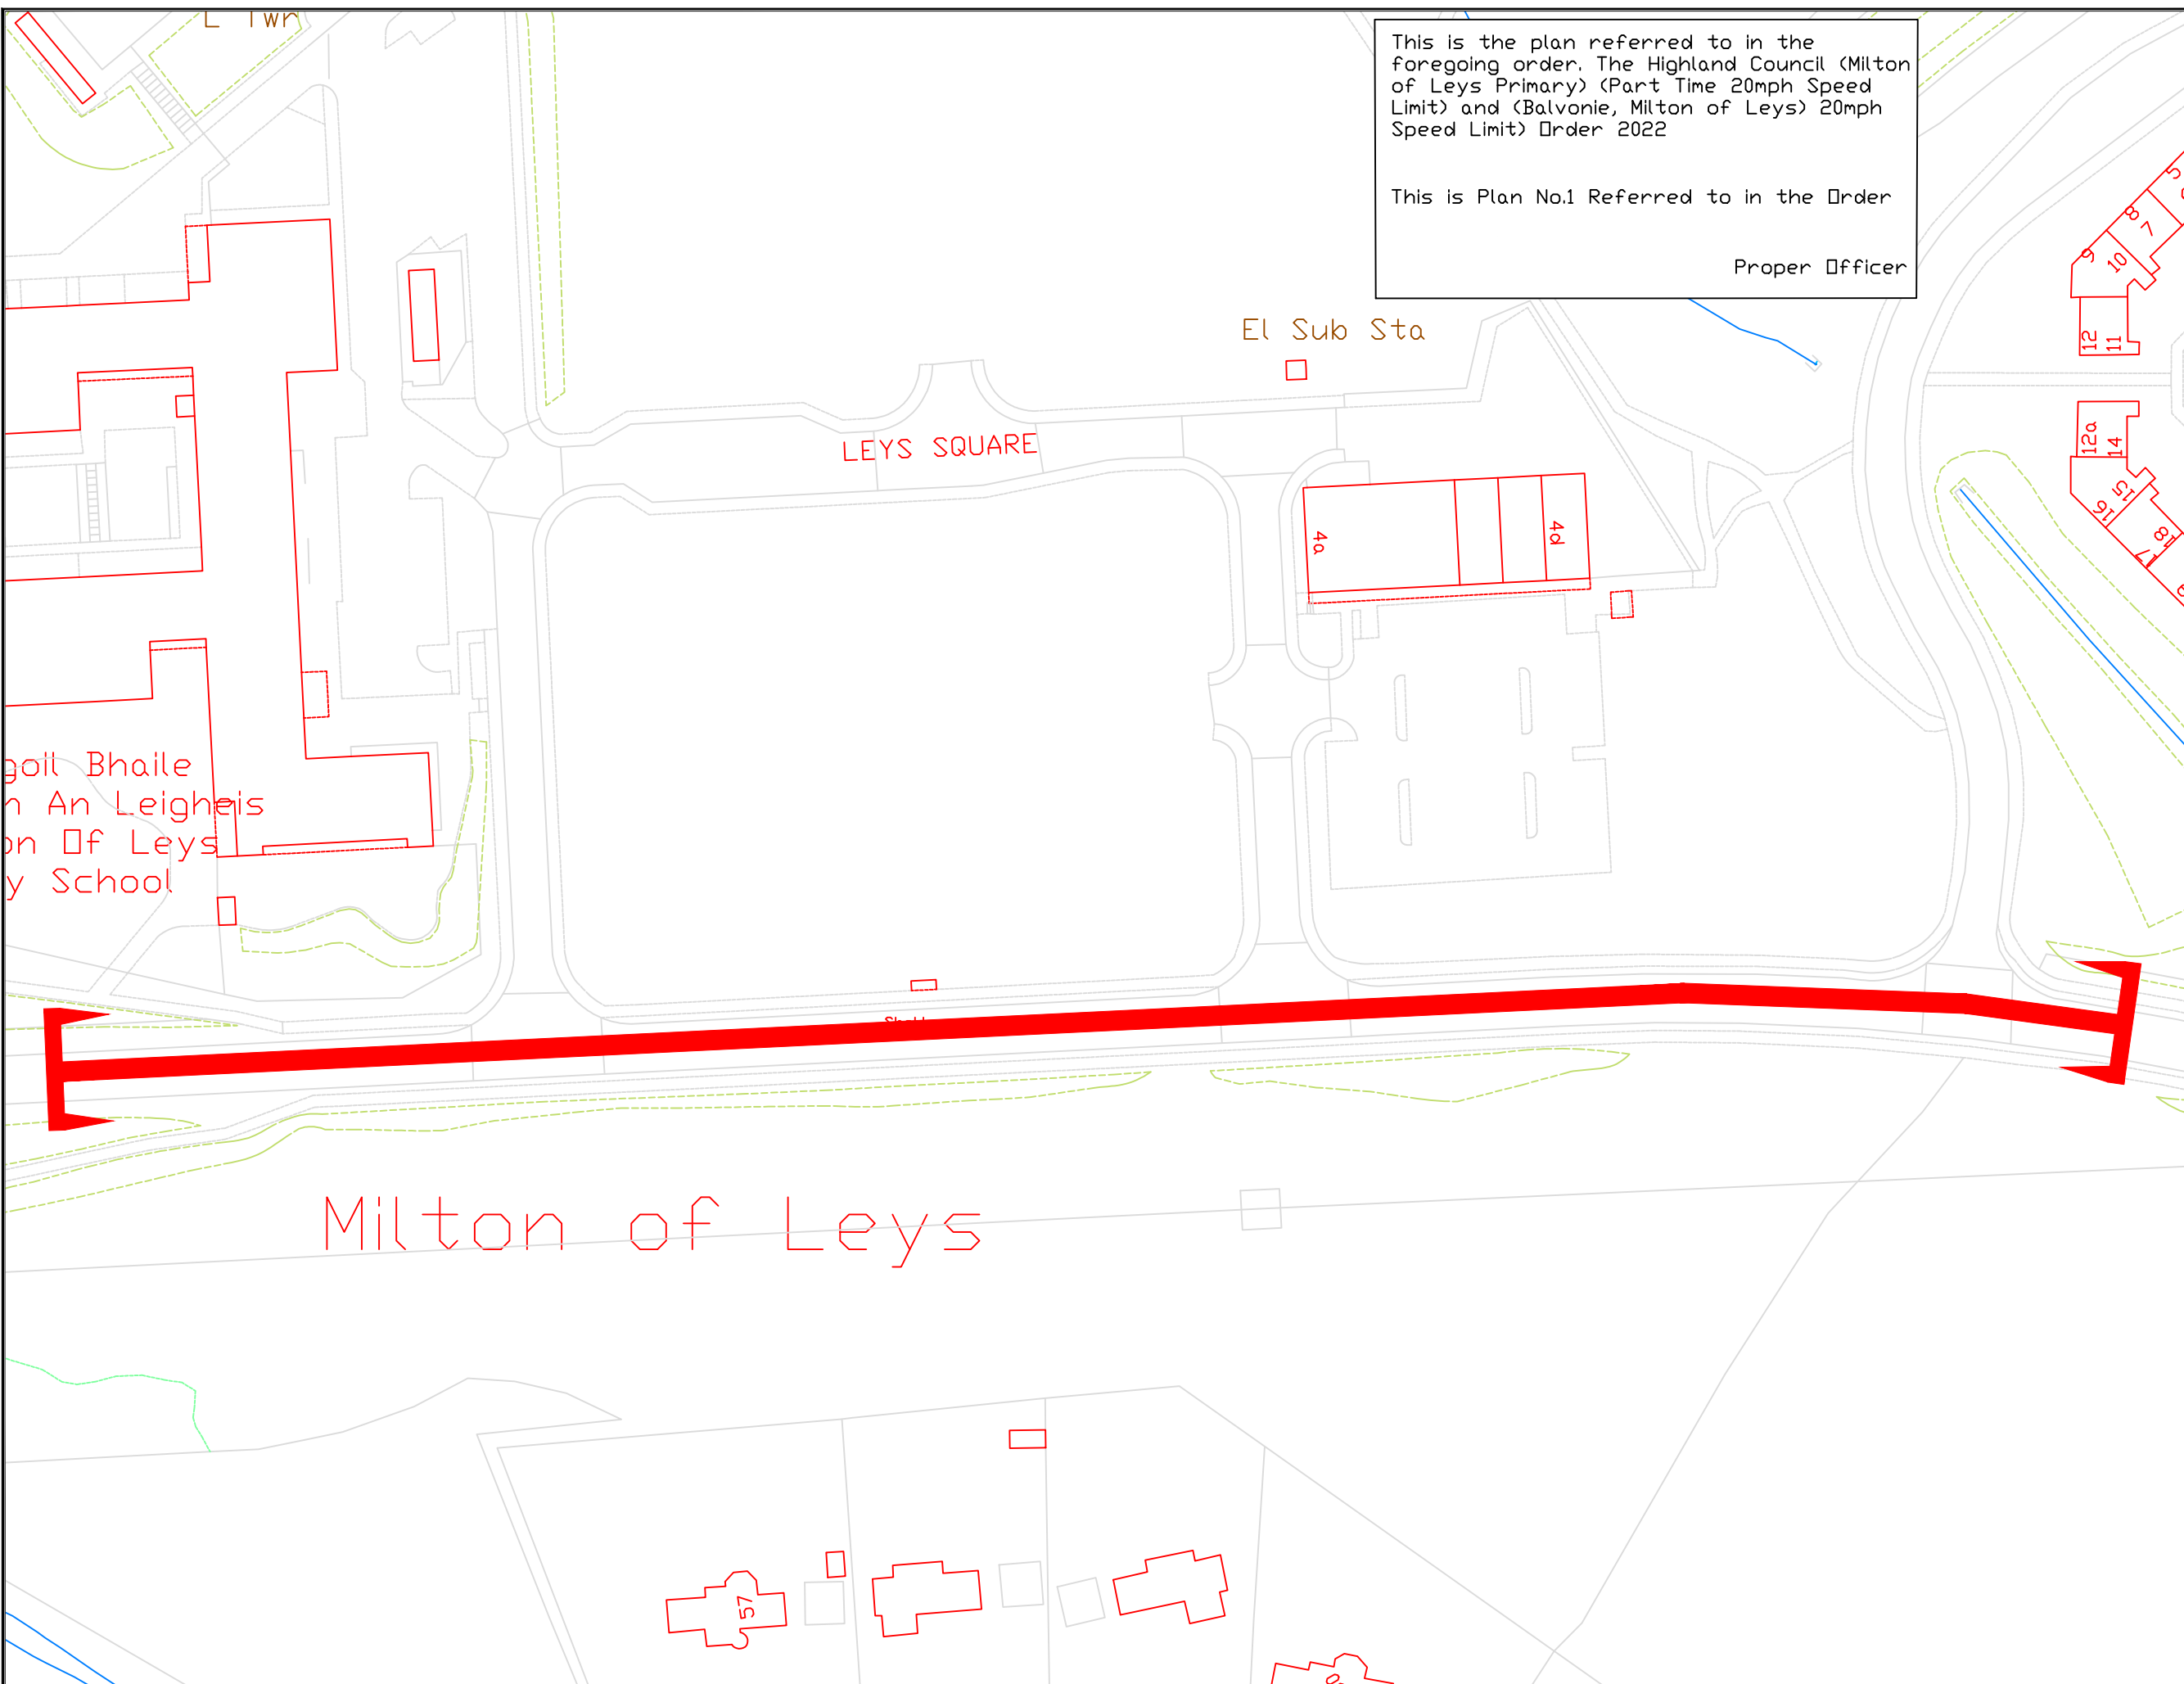 This is the plan referred to in the
foregoing order. The Highland Council (Milton
of Leys Primary) (Part Time 20mph Speed
Limit) and (Balvonie, Milton of Leys) 20mph
Speed Limit) Order 2022
This is Plan No.1 Referred to in the Order
Proper Officer
El Sub Sta
LEYS SQUARE
4a
4d
5
8
7
9
10
12
11
12a
14
15
16
18
17
goil Bhaile
n An Leigheis
on Of Leys
y School
Milton of Leys
57